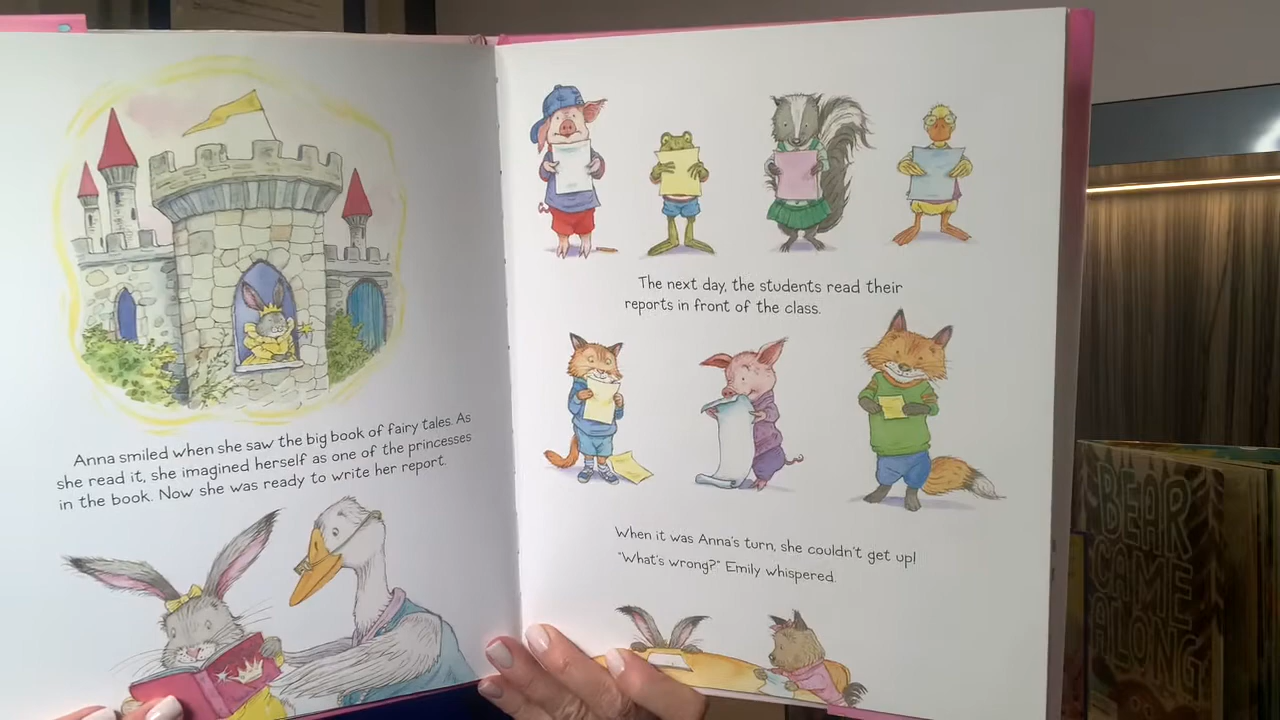 Anna smiled when she saw the big book of fairy tales. As
she read it, she imagined herself as one of the princesses
in the book. Now she was ready to write her report.
The next day, the students read their
reports in front of the class.
When it was Anna's turn, she couldn't get up!
"What's wrong?" Emily whispered.
BEAR
CAME
ALONG